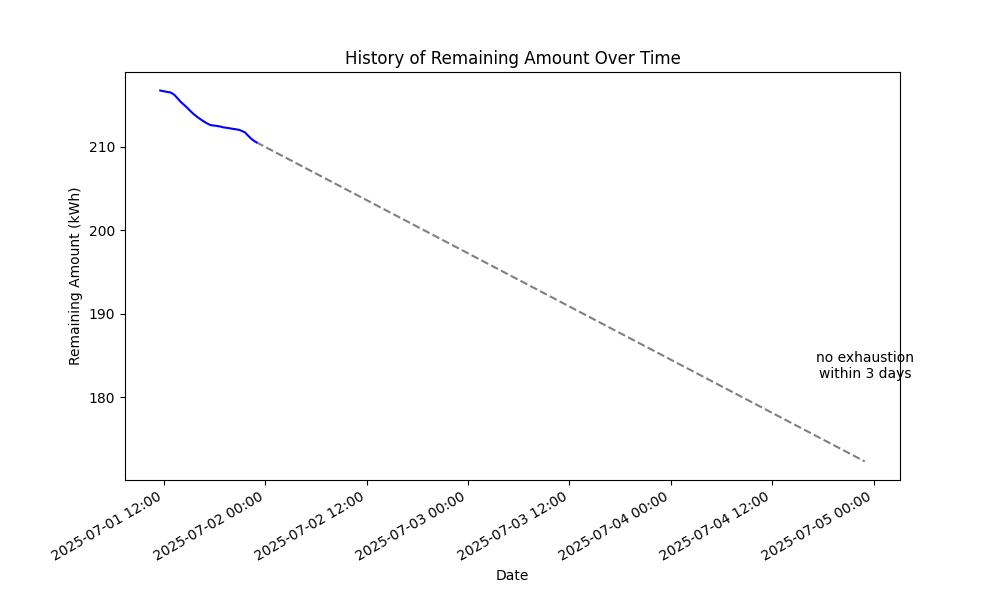 History of Remaining Amount Over Time
Remaining Amount (kWh)
210
200
190
180
no exhaustion
within 3 days
2025-07-01 12:00
2025-07-02 00:00
2025-07-02 12:00
2025-07-03 00:00
2025-07-03 12:00
2025-07-04 00:00
2025-07-04 12:00
2025-07-05 00:00
Date